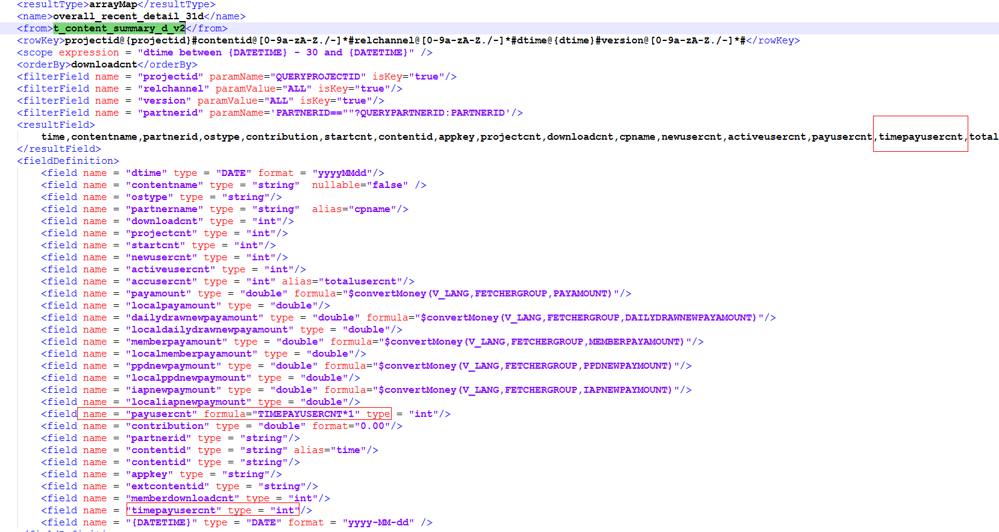 <resultType>arrayMap</resultType>
<name>overall_recent_detail_31d</name>
<from>t_content_summary_d_v2</from>
<rowKey>projectid@{projectid}#contentid@[0-9a-zA-Z./-]*#relchannel@[0-9a-zA-Z./-]*#dtime@{dtime}#version@[0-9a-zA-Z./-]*#</rowKey>
<scope expression = "dtime between {DATETIME} - 30 and {DATETIME}" />
<orderBy>downloadcnt</orderBy>
<filterField name = "projectid" paramName="QUERYPROJECTID" isKey="true"/>
<filterField name = "relchannel" paramValue="ALL" isKey="true"/>
<filterField name = "version" paramValue="ALL" isKey="true"/>
<filterField name = "partnerid" paramName='PARTNERID==""?QUERYPARTNERID:PARTNERID'/>
<resultField>
time,contentname,partnerid,ostype,contribution,startcnt,contentid,appkey,projectcnt,downloadcnt,cpname,newusercnt,activeusercnt,payusercnt,timepayusercnt,total
</resultField>
<fieldDefinition>
<field name = "dtime" type = "DATE" format = "yyyyMMdd"/>
<field name = "contentname" type = "string"  nullable="false" />
<field name = "ostype" type = "string"/>
<field name = "partnername" type = "string"  alias="cpname"/>
<field name = "downloadcnt" type = "int"/>
<field name = "projectcnt" type = "int"/>
<field name = "startcnt" type = "int"/>
<field name = "newusercnt" type = "int"/>
<field name = "activeusercnt" type = "int"/>
<field name = "accusercnt" type = "int" alias="totalusercnt"/>
<field name = "payamount" type = "double" formula="$convertMoney(V_LANG,FETCHERGROUP,PAYAMOUNT)"/>
<field name = "localpayamount" type = "double"/>
<field name = "dailydrawnewpayamount" type = "double" formula="$convertMoney(V_LANG,FETCHERGROUP,DAILYDRAWNEWPAYAMOUNT)"/>
<field name = "localdailydrawnewpayamount" type = "double"/>
<field name = "memberpayamount" type = "double" formula="$convertMoney(V_LANG,FETCHERGROUP,MEMBERPAYAMOUNT)"/>
<field name = "localmemberpayamount" type = "double"/>
<field name = "ppdnewpaymount" type = "double" formula="$convertMoney(V_LANG,FETCHERGROUP,PPDNEWPAYMOUNT)"/>
<field name = "localppdnewpaymount" type = "double"/>
<field name = "iapnewpaymount" type = "double" formula="$convertMoney(V_LANG,FETCHERGROUP,IAPNEWPAYMOUNT)"/>
<field name = "localiapnewpaymount" type = "double"/>
<field name = "payusercnt" formula="TIMEPAYUSERCNT*1" type = "int"/>
<field name = "contribution" type = "double" format="0.00"/>
<field name = "partnerid" type = "string"/>
<field name = "contentid" type = "string" alias="time"/>
<field name = "contentid" type = "string"/>
<field name = "appkey" type = "string"/>
<field name = "extcontentid" type = "string"/>
<field name = "memberdownloadcnt" type = "int"/>
<field name = "timepayusercnt" type = "int"/>
<field name = "{DATETIME}" type = "DATE" format = "yyyy-MM-dd" />